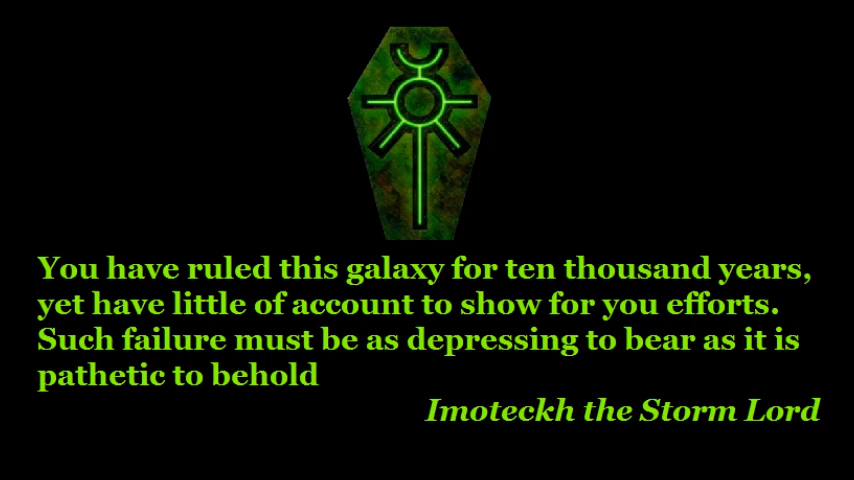 You have ruled this galaxy for ten thousand years,
yet have little of account to show for you efforts.
Such failure must be as depressing to bear as it is
pathetic to behold
Imoteckh the Storm Lord